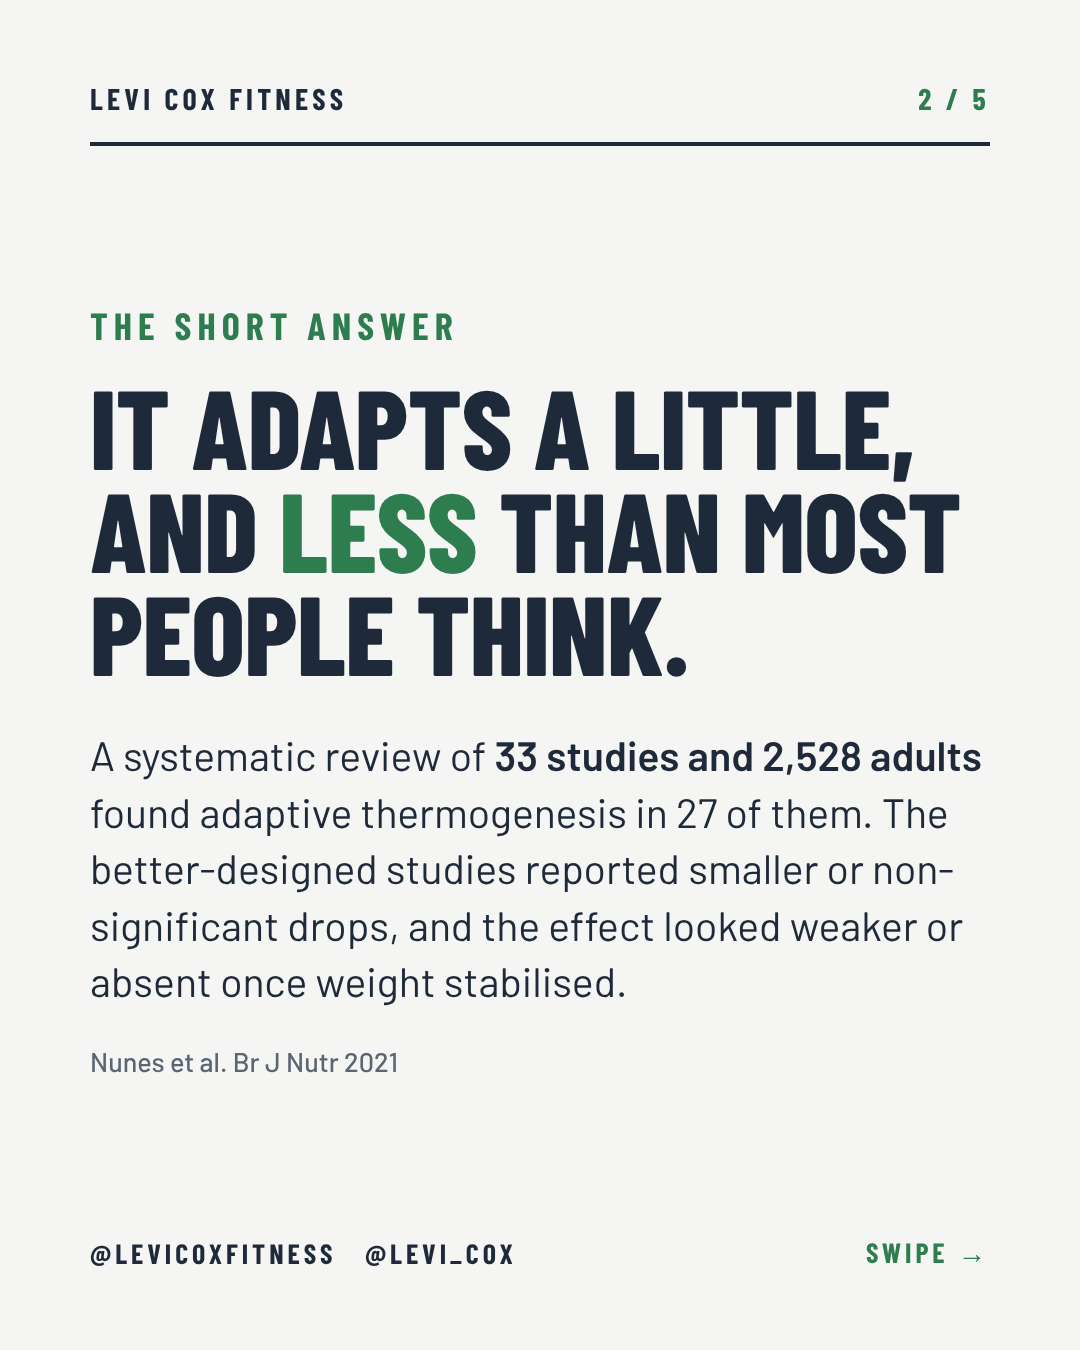 LEVI COX FITNESS
2 / 5
THE SHORT ANSWER
IT ADAPTS A LITTLE,
AND LESS THAN MOST
PEOPLE THINK.
A systematic review of 33 studies and 2,528 adults
found adaptive thermogenesis in 27 of them. The
better-designed studies reported smaller or non-
significant drops, and the effect looked weaker or
absent once weight stabilised.
Nunes et al. Br J Nutr 2021
@LEVICOXFITNESS @LEVI_COX
SWIPE →